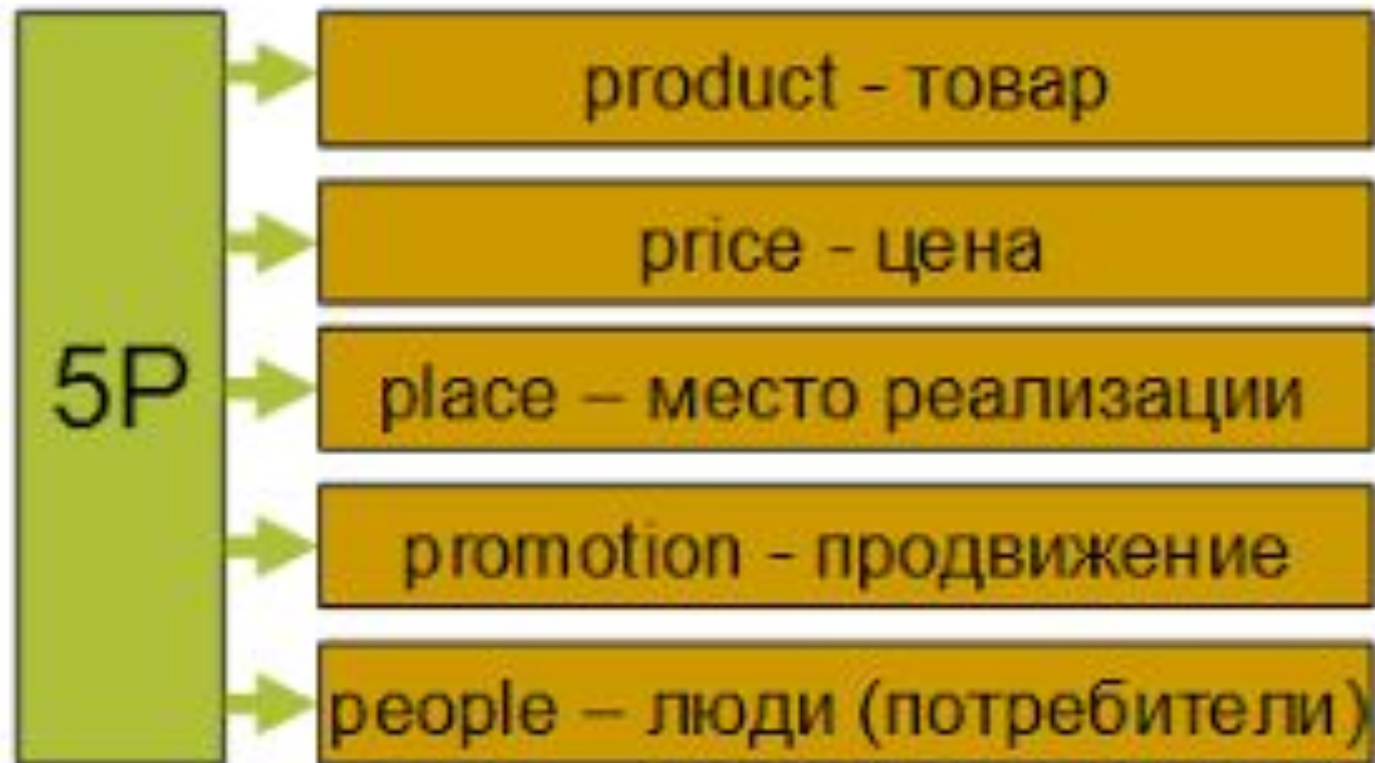 product - товар
price - цена
5P
place – место реализации
promotion - продвижение
people – люди (потребители)